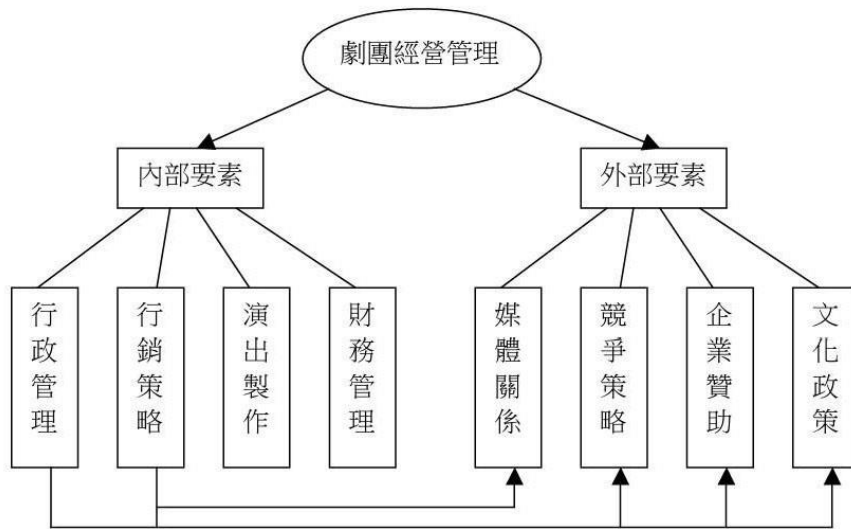 劇團經營管理
內部要素
外部要素
行政管理
行銷策略
演出製作
財務管理
媒體關係
競爭策略
企業贊助
文化政策